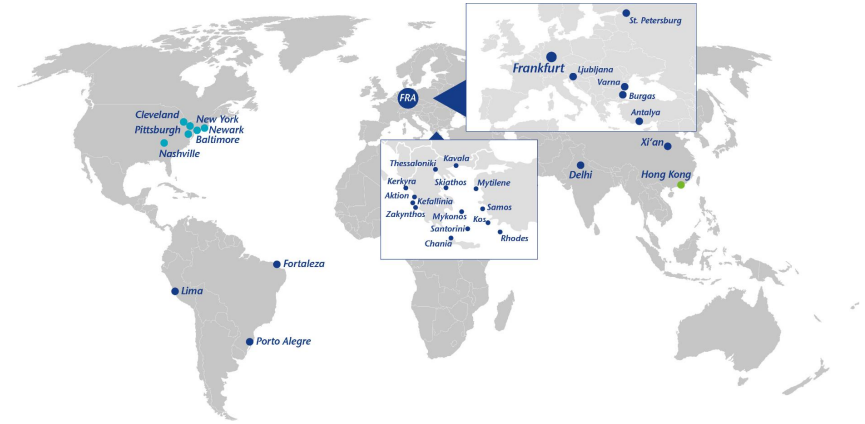 St. Petersburg
Frankfurt
Ljubljana
Varna
Burgas
Antalya
FRA
Cleveland
New York
Pittsburgh
Newark
Baltimore
Nashville
Xi'an
Delhi
Hong Kong
Thessaloniki
Kavala
Kerkyra
Skiathos
Mytilene
Aktion
Kefallinia
Zakynthos
Mykonos
Samos
Kos
Santorini
Rhodes
Chania
Fortaleza
Lima
Porto Alegre